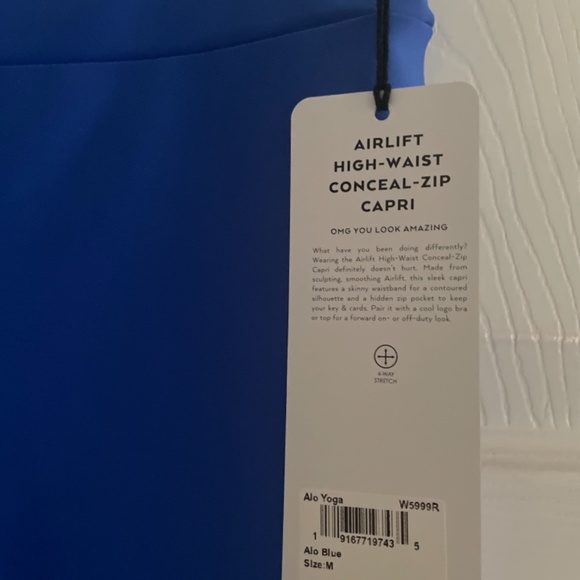 AIRLIFT
HIGH-WAIST
CONCEAL-ZIP
CAPRI
OMG YOU LOOK AMAZING
What have you been doing differently?
Wearing the Airlift High-Waist Conceal-Zip
Capri definitely doesn't hurt. Made from
sculpting, smoothing Airlift, this sleek capri
features a skinny waistband for a contoured
silhouette and a hidden zip pocket to keep
your key & cards. Pair it with a cool logo bra
or top for a forward on- or off-duty look.
4-WAY
STRETCH
Alo Yoga W5999R
1 9167719743 5
Alo Blue
Size:M